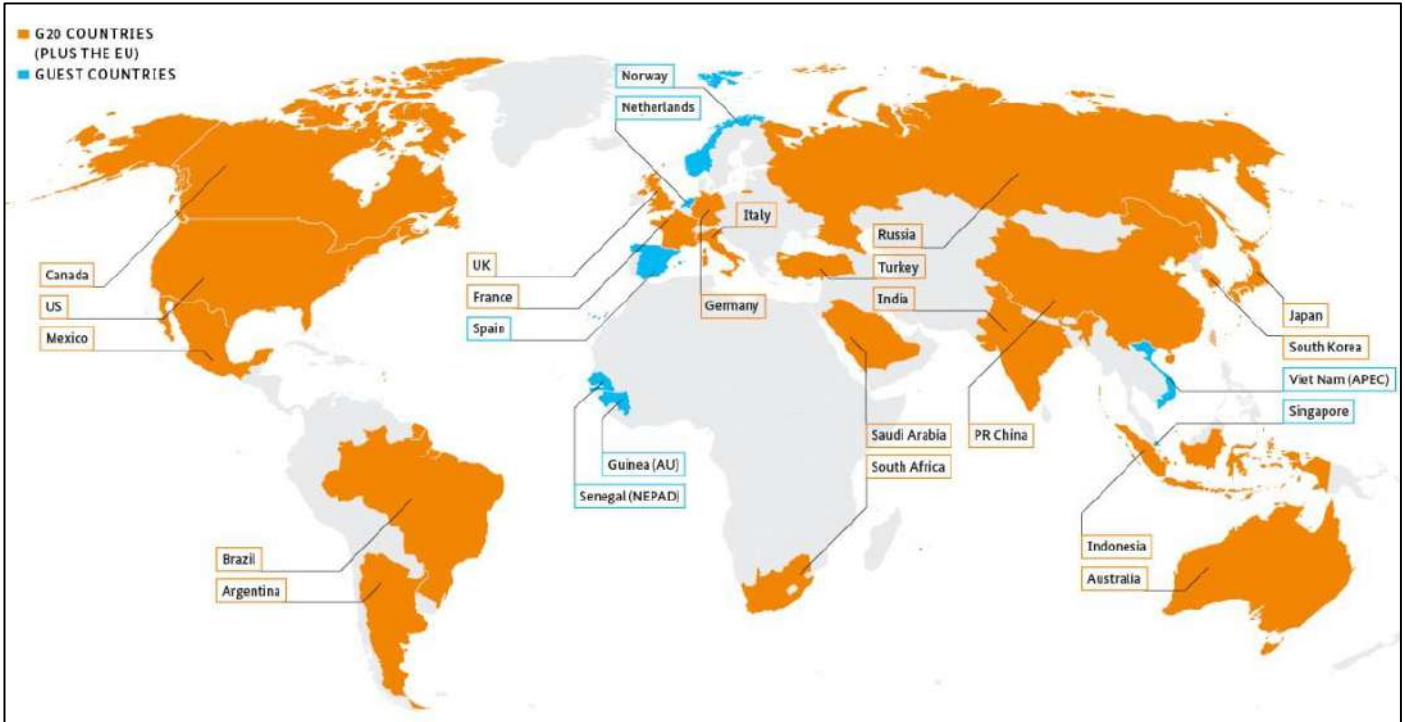 G20 COUNTRIES
(PLUS THE EU)
GUEST COUNTRIES
Norway
Netherlands
Italy
Canada
US
Mexico
UK
France
Spain
Germany
Russia
Turkey
India
Japan
South Korea
Viet Nam (APEC)
Singapore
Saudi Arabia
PR China
South Africa
Guinea (AU)
Senegal (NEPAD)
Brazil
Argentina
Indonesia
Australia